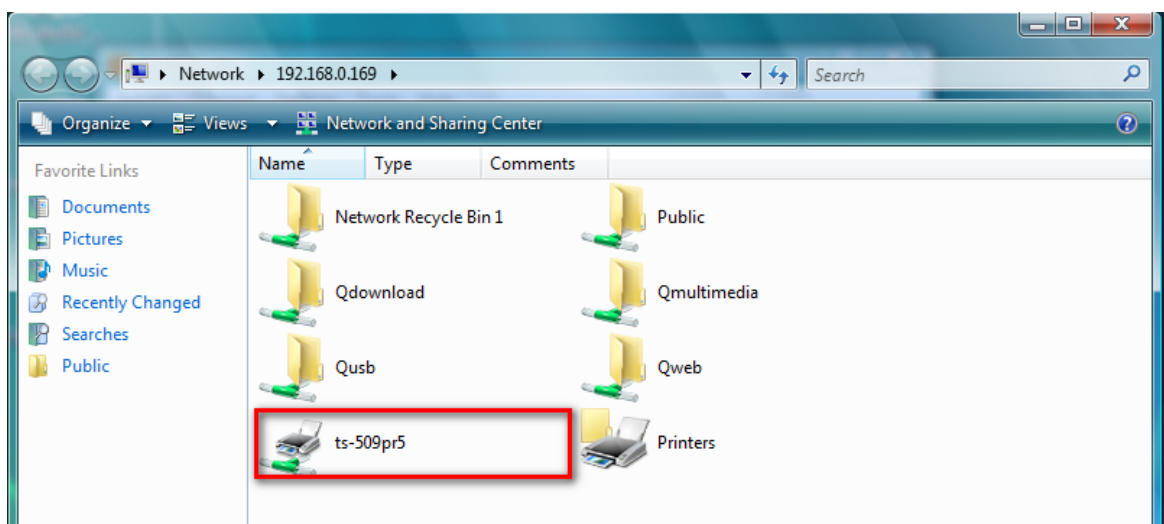 Network ▸ 192.168.0.169 ▸
Search
Organize
Views
Network and Sharing Center
Favorite Links
Documents
Pictures
Music
Recently Changed
Searches
Public
Name Type Comments
Network Recycle Bin 1 Public
Qdownload Qmultimedia
Qusb Qweb
ts-509pr5 Printers